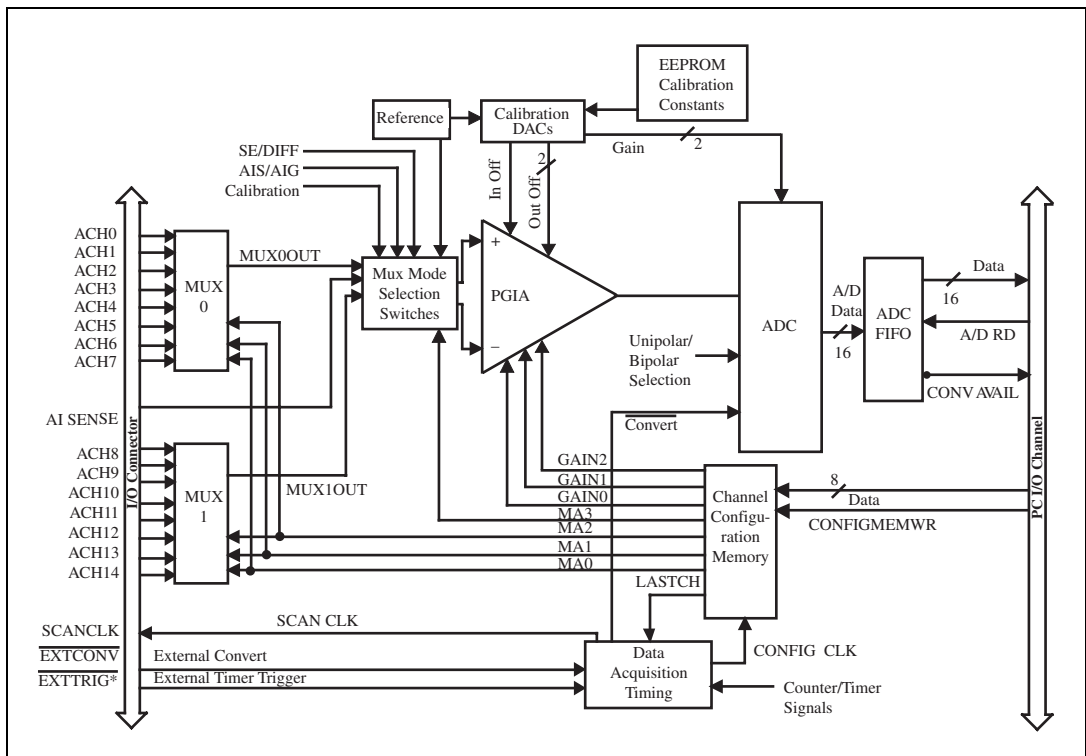 EEPROM
Calibration
Constants
Reference
Calibration
DACs
Gain
2
SE/DIFF
AIS/AIG
Calibration
In Off
Out Off
2
ACH0
ACH1
ACH2
ACH3
ACH4
ACH5
ACH6
ACH7
MUX
0
MUX0OUT
Mux Mode
Selection
Switches
+
PGIA
–
ADC
A/D
Data
16
ADC
FIFO
Data
16
A/D RD
CONV AVAIL
Unipolar/
Bipolar
Selection
Convert
AI SENSE
I/O Connector
PC I/O Channel
ACH8
ACH9
ACH10
ACH11
ACH12
ACH13
ACH14
MUX
1
MUX1OUT
GAIN2
GAIN1
GAIN0
MA3
MA2
MA1
MA0
Channel
Configu-
ration
Memory
8
Data
CONFIGMEMWR
LASTCH
SCANCLK
SCAN CLK
EXTCONV
External Convert
EXTTRIG*
External Timer Trigger
Data
Acquisition
Timing
CONFIG CLK
Counter/Timer
Signals